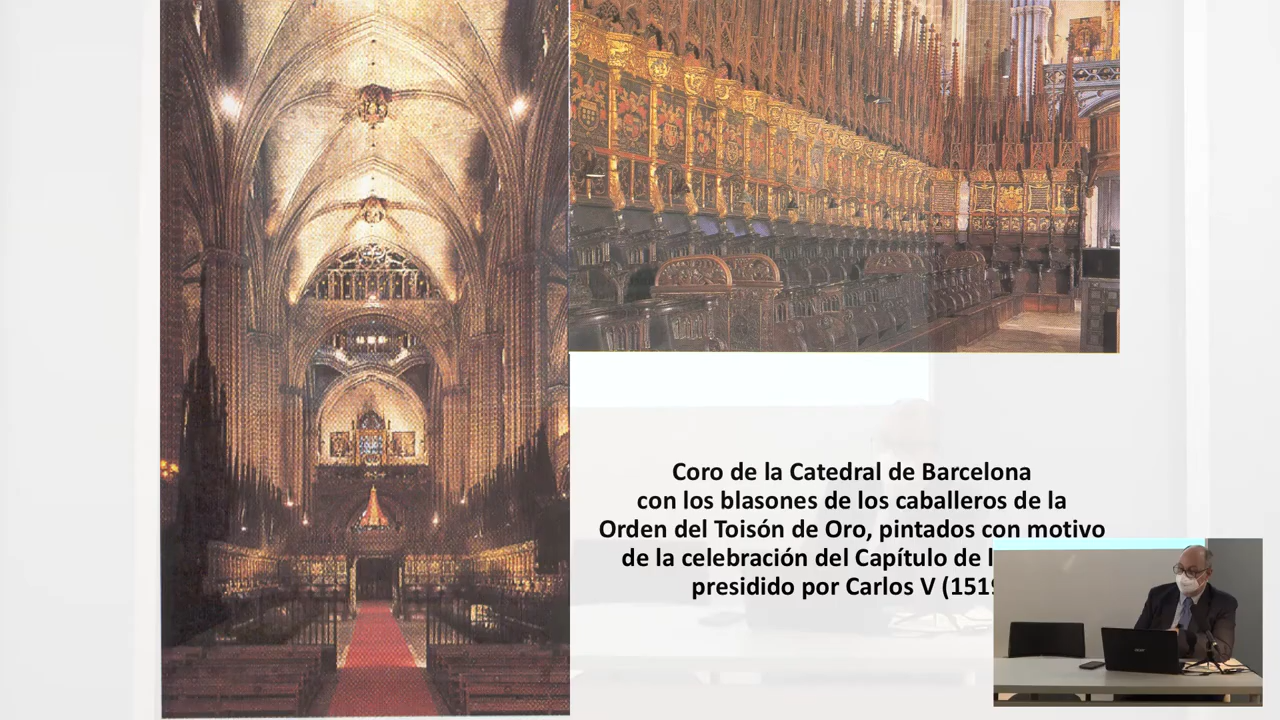 Coro de la Catedral de Barcelona
con los blasones de los caballeros de la
Orden del Toisón de Oro, pintados con motivo
de la celebración del Capítulo de
presidido por Carlos V (151